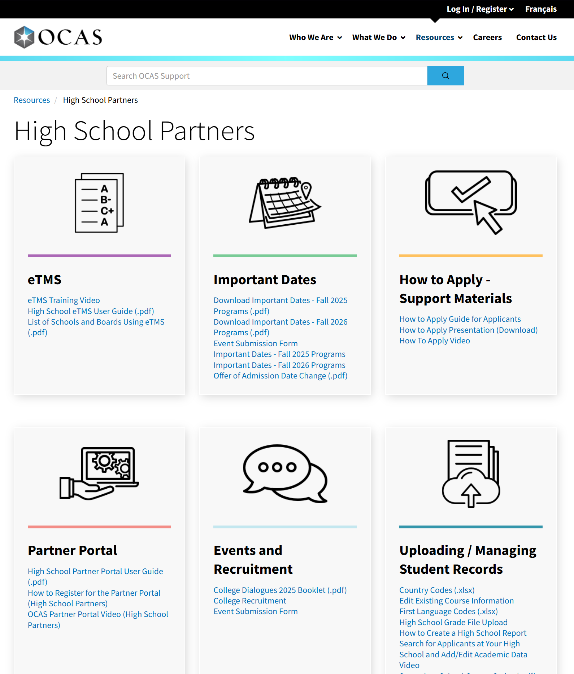 Log In / Register Français
OCAS
Who We Are What We Do Resources Careers Contact Us
Search OCAS Support
Resources / High School Partners
High School Partners
A
B-
C+
A
eTMS
eTMS Training Video
High School eTMS User Guide (.pdf)
List of Schools and Boards Using eTMS
(.pdf)
Important Dates
Download Important Dates - Fall 2025
Programs (.pdf)
Download Important Dates - Fall 2026
Programs (.pdf)
Event Submission Form
Important Dates - Fall 2025 Programs
Important Dates - Fall 2026 Programs
Offer of Admission Date Change (.pdf)
How to Apply -
Support Materials
How to Apply Guide for Applicants
How to Apply Presentation (Download)
How To Apply Video
Partner Portal
High School Partner Portal User Guide
(.pdf)
How to Register for the Partner Portal
(High School Partners)
OCAS Partner Portal Video (High School
Partners)
Events and
Recruitment
College Dialogues 2025 Booklet (.pdf)
College Recruitment
Event Submission Form
Uploading / Managing
Student Records
Country Codes (.xlsx)
Edit Existing Course Information
First Language Codes (.xlsx)
High School Grade File Upload
How to Create a High School Report
Search for Applicants at Your High
School and Add/Edit Academic Data
Video